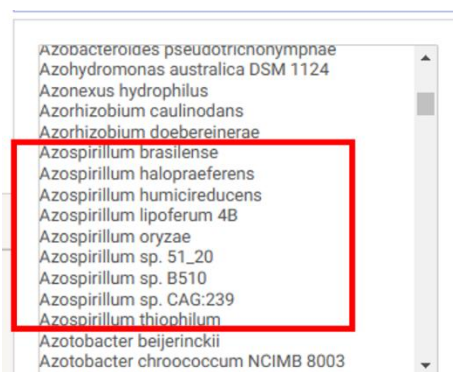 Azobacteroides pseudotrichonymphae
Azohydromonas australica DSM 1124
Azonexus hydrophilus
Azorhizobium caulinodans
Azorhizobium doebereinerae
Azospirillum brasilense
Azospirillum halopraeferens
Azospirillum humicireducens
Azospirillum lipoferum 4B
Azospirillum oryzae
Azospirillum sp. 51_20
Azospirillum sp. B510
Azospirillum sp. CAG:239
Azospirillum thiophilum
Azotobacter beijerinckii
Azotobacter chroococcum NCIMB 8003